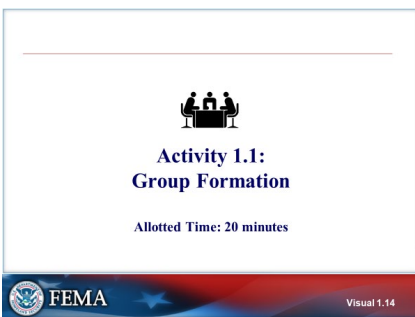 Activity 1.1:
Group Formation
Allotted Time: 20 minutes
FEMA
Visual 1.14